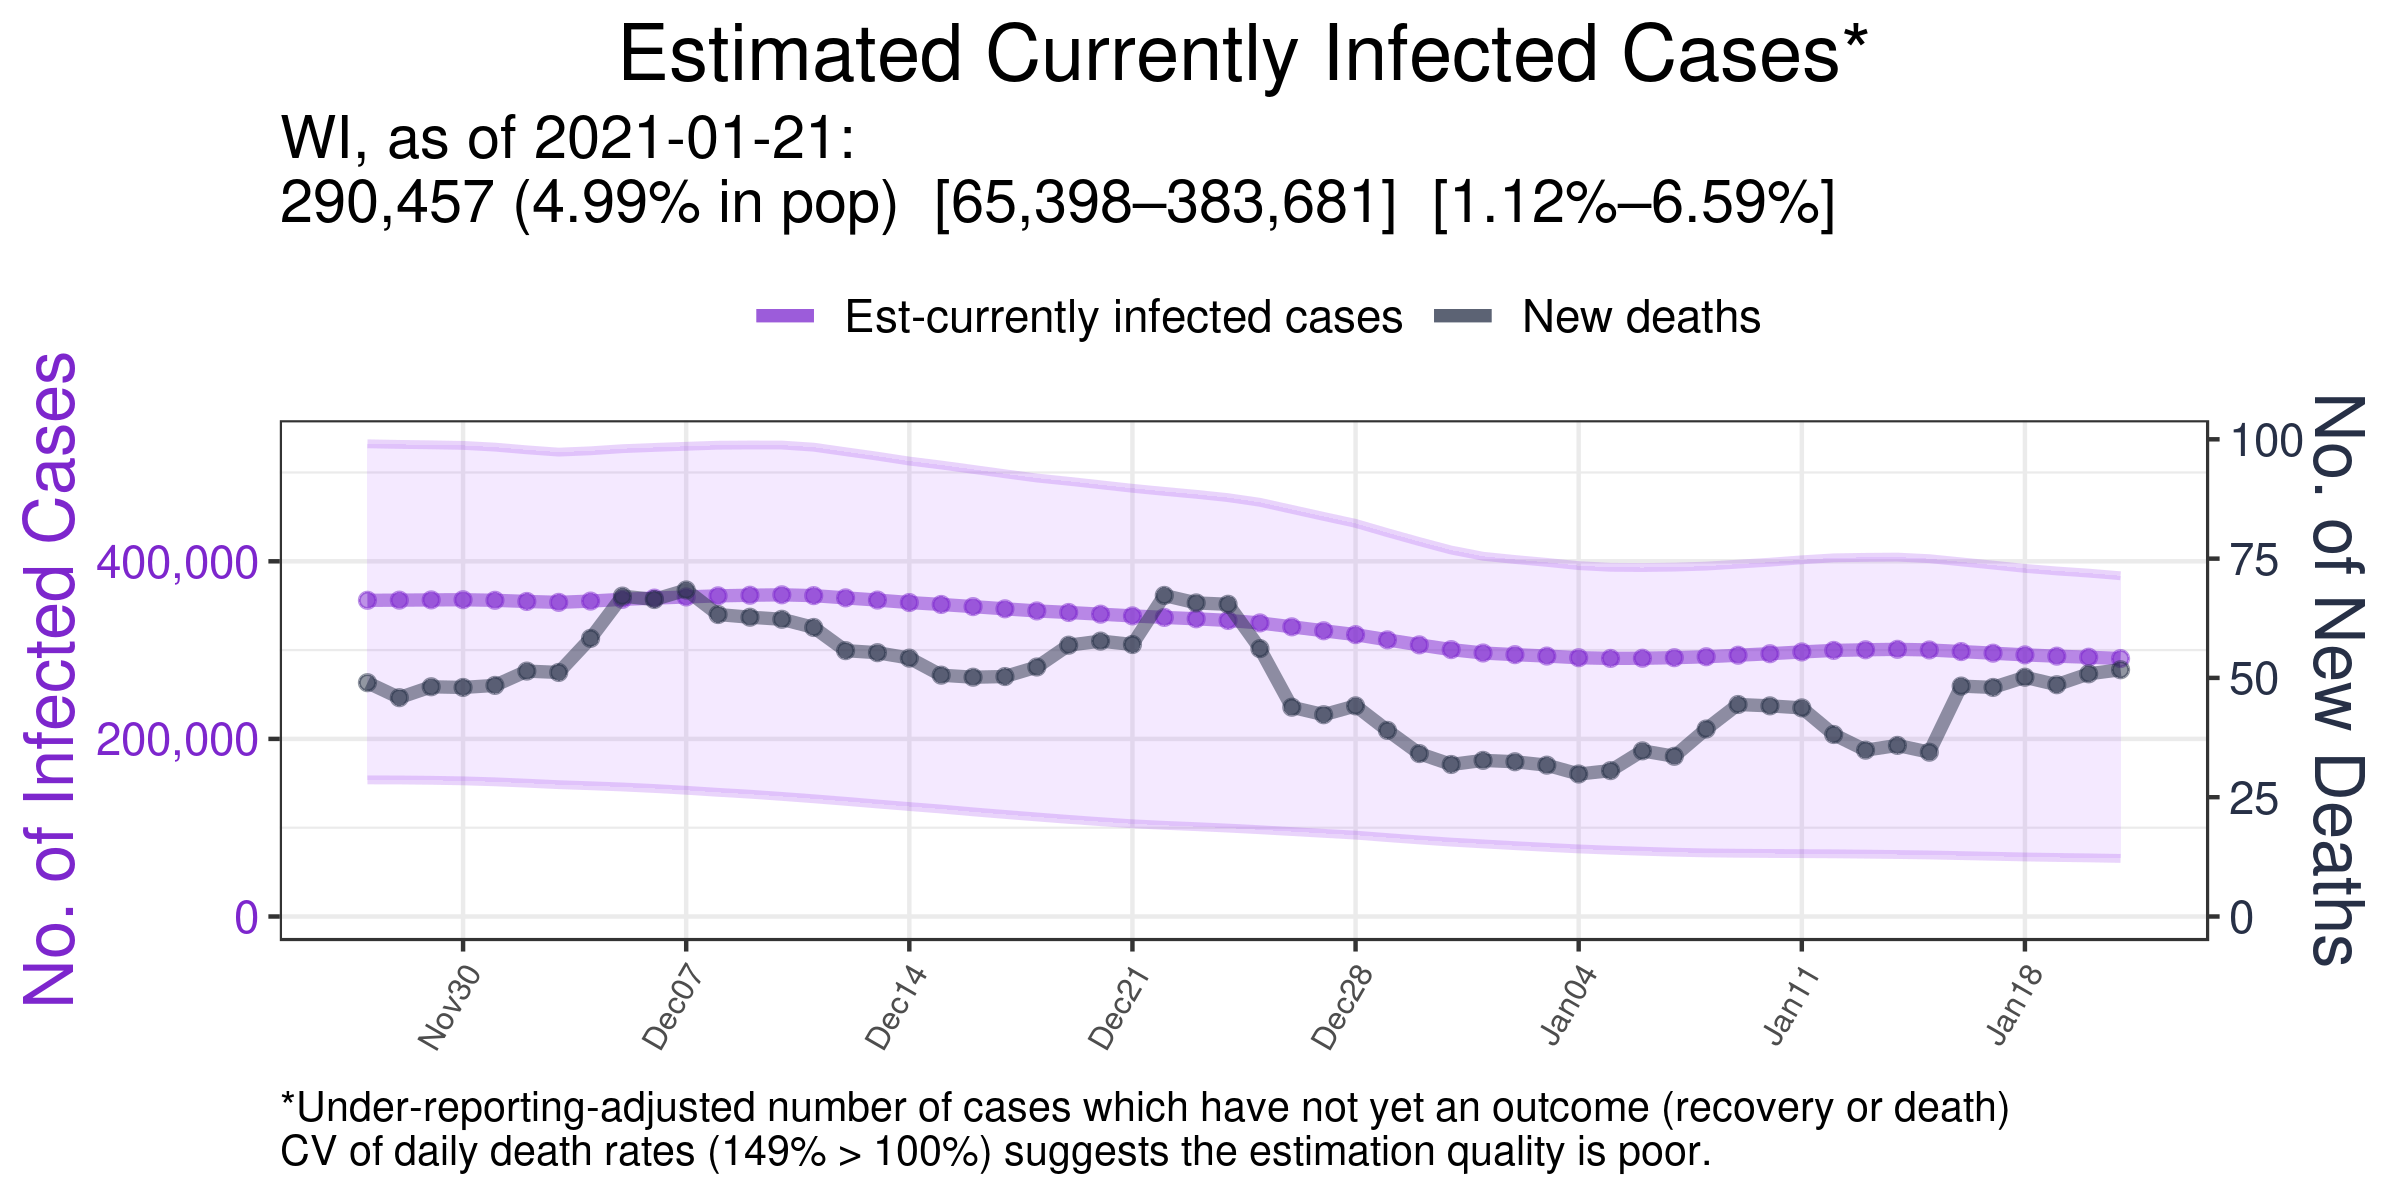 Estimated Currently Infected Cases*
WI, as of 2021-01-21:
290,457 (4.99% in pop)  [65,398–383,681]  [1.12%–6.59%]
Est-currently infected cases
New deaths
No. of Infected Cases
400,000
200,000
0
100
75
50
25
0
No. of New Deaths
Nov30
Dec07
Dec14
Dec21
Dec28
Jan04
Jan11
Jan18
*Under-reporting-adjusted number of cases which have not yet an outcome (recovery or death)
CV of daily death rates (149% > 100%) suggests the estimation quality is poor.